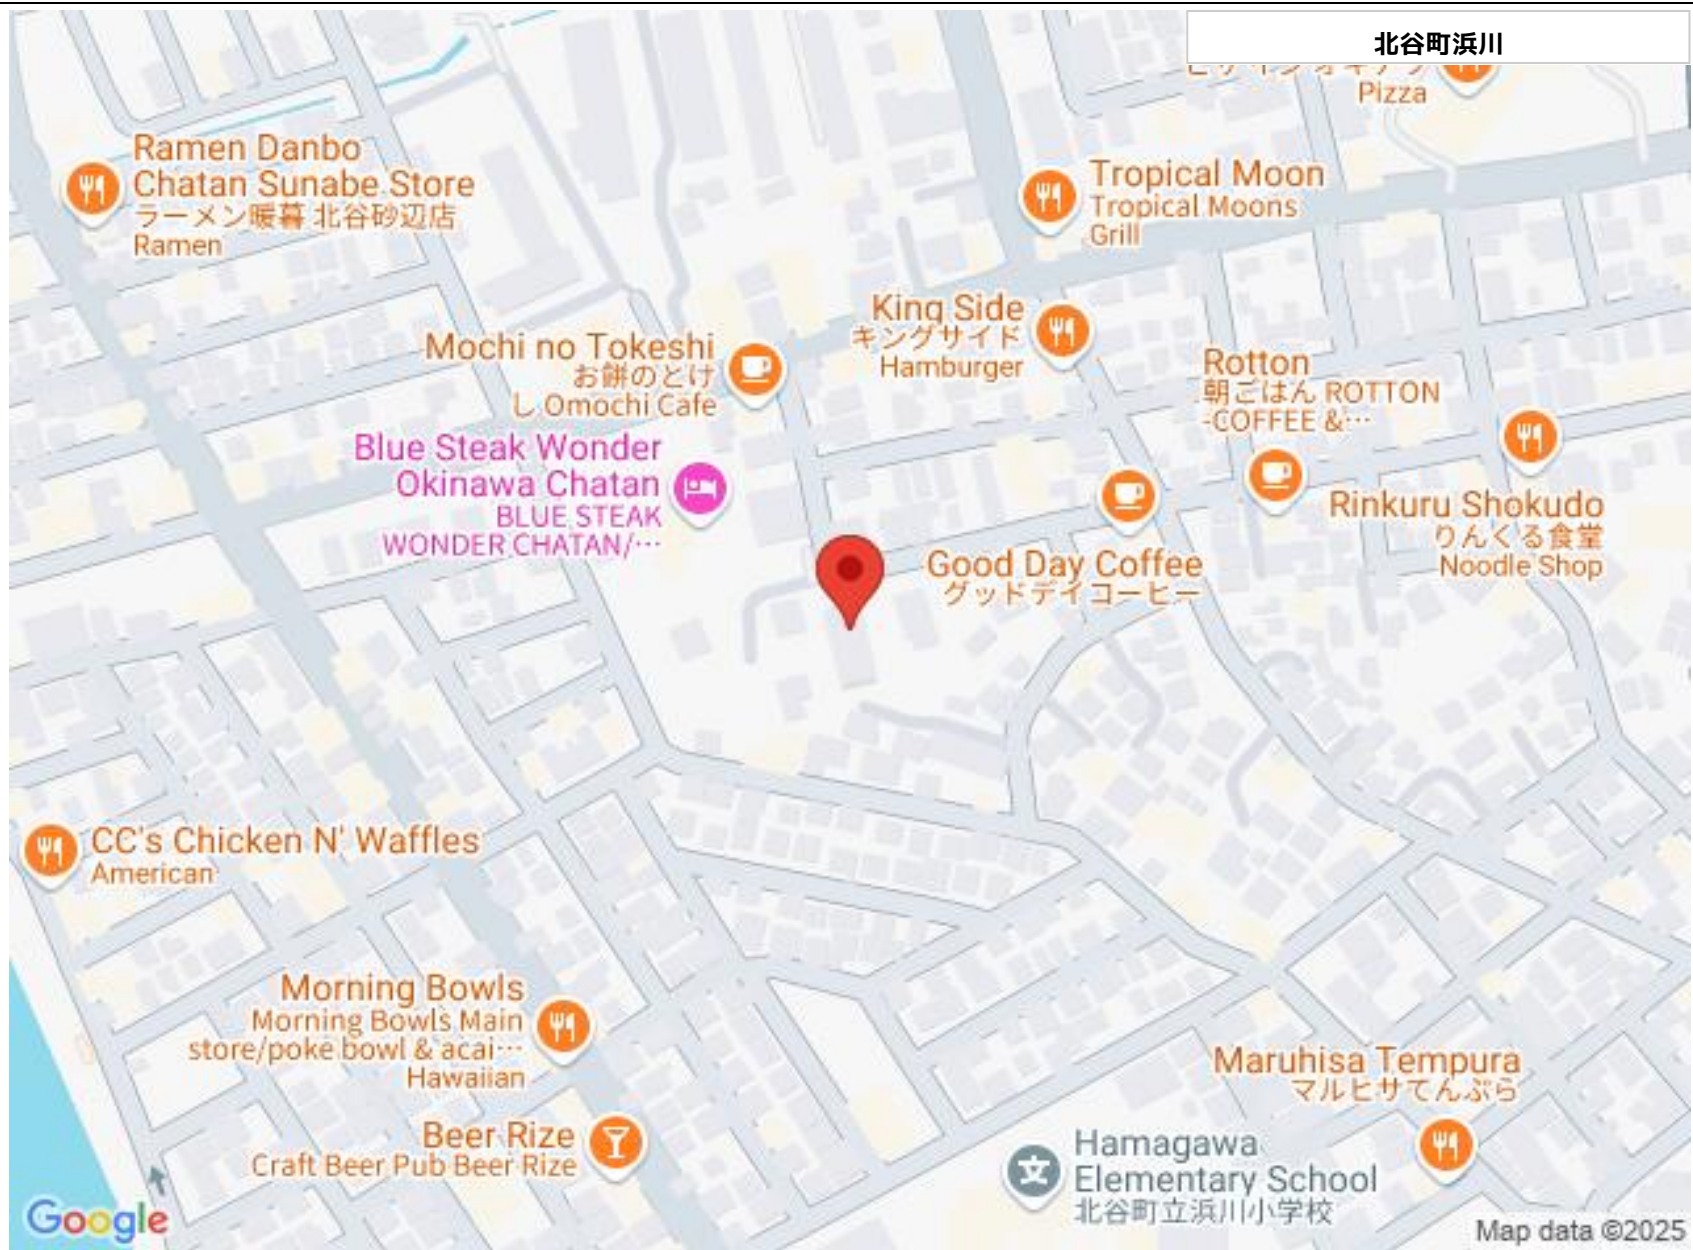 北谷町浜川
Pizza
Ramen Danbo
Chatan Sunabe Store
ラーメン暖暮 北谷砂辺店
Ramen
Tropical Moon
Tropical Moons
Grill
King Side
キングサイド
Hamburger
Mochi no Tokeshi
お餅のとけ
し Omochi Cafe
Rotton
朝ごはん ROTTON
-COFFEE &…
Blue Steak Wonder
Okinawa Chatan
BLUE STEAK
WONDER CHATAN/…
Rinkuru Shokudo
りんくる食堂
Noodle Shop
Good Day Coffee
グッドデイコーヒー
CC's Chicken N' Waffles
American
Morning Bowls
Morning Bowls Main
store/poke bowl & acai…
Hawaiian
Maruhisa Tempura
マルヒサてんぷら
Beer Rize
Craft Beer Pub Beer Rize
Hamagawa
Elementary School
北谷町立浜川小学校
Google
Map data ©2025